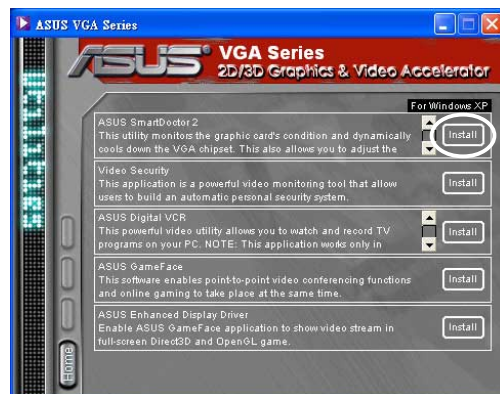 ASUS VGA Series
ASUS VGA Series
2D/3D Graphics & Video Accelerator
For Windows XP
ASUS SmartDoctor 2
This utility monitors the graphic card's condition and dynamically
cools down the VGA chipset. This also allows you to adjust the
Install
Video Security
This application is a powerful video monitoring tool that allow
users to build an automatic personal security system.
Install
ASUS Digital VCR
This powerful video utility allows you to watch and record TV
programs on your PC. NOTE: This application works only in
Install
ASUS GameFace
This software enables point-to-point video conferencing functions
and online gaming to take place at the same time.
Install
ASUS Enhanced Display Driver
Enable ASUS GameFace application to show video stream in
full-screen Direct3D and OpenGL game.
Install
Home